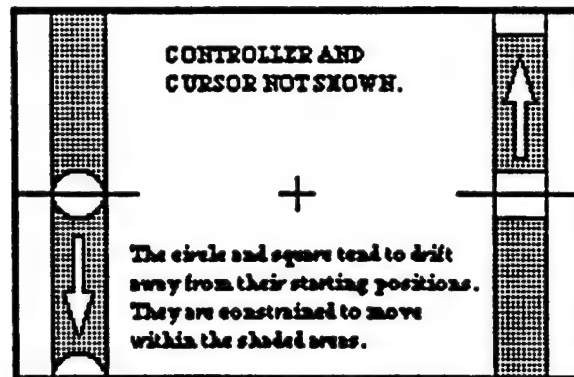 CONTROLLER AND
CURSOR NOT SHOWN.
The circle and square tend to drift
away from their starting positions.
They are constrained to move
within the shaded areas.